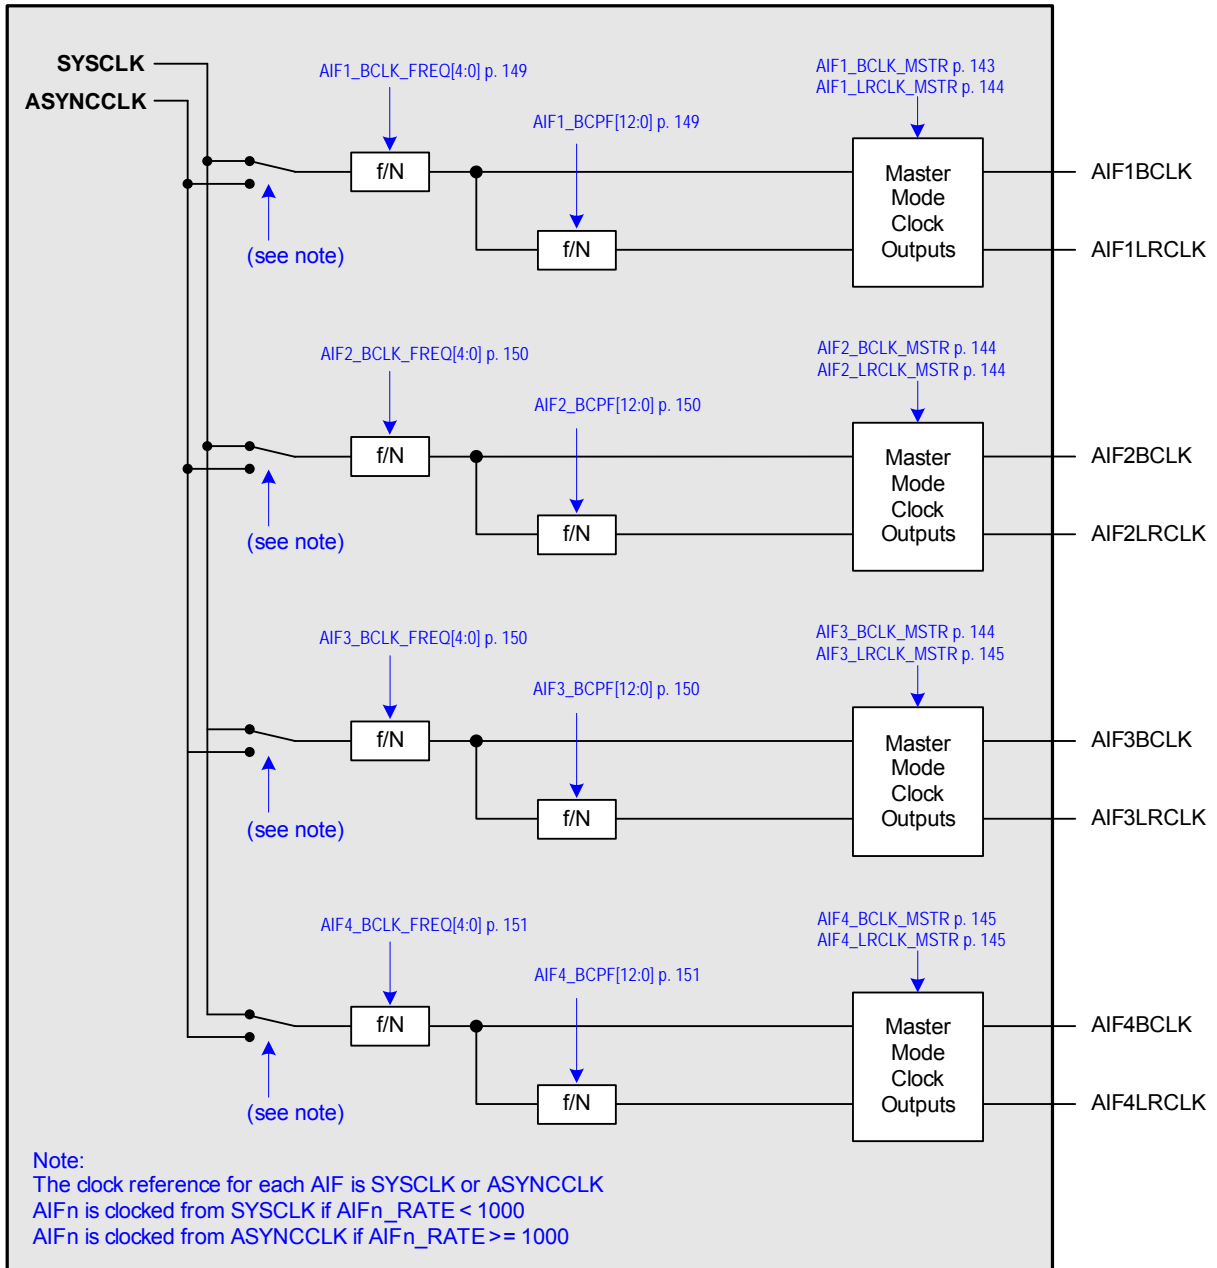 SYSCLK
ASYNCCLK
AIF1_BCLK_FREQ[4:0] p. 149
AIF1_BCPF[12:0] p. 149
AIF1_BCLK_MSTR p. 143
AIF1_LRCLK_MSTR p. 144
f/N
f/N
(see note)
Master
Mode
Clock
Outputs
AIF1BCLK
AIF1LRCLK
AIF2_BCLK_FREQ[4:0] p. 150
AIF2_BCPF[12:0] p. 150
AIF2_BCLK_MSTR p. 144
AIF2_LRCLK_MSTR p. 144
f/N
f/N
(see note)
Master
Mode
Clock
Outputs
AIF2BCLK
AIF2LRCLK
AIF3_BCLK_FREQ[4:0] p. 150
AIF3_BCPF[12:0] p. 150
AIF3_BCLK_MSTR p. 144
AIF3_LRCLK_MSTR p. 145
f/N
f/N
(see note)
Master
Mode
Clock
Outputs
AIF3BCLK
AIF3LRCLK
AIF4_BCLK_FREQ[4:0] p. 151
AIF4_BCPF[12:0] p. 151
AIF4_BCLK_MSTR p. 145
AIF4_LRCLK_MSTR p. 145
f/N
f/N
(see note)
Master
Mode
Clock
Outputs
AIF4BCLK
AIF4LRCLK
Note:
The clock reference for each AIF is SYSCLK or ASYNCCLK
AIFn is clocked from SYSCLK if AIFn_RATE < 1000
AIFn is clocked from ASYNCCLK if AIFn_RATE >= 1000